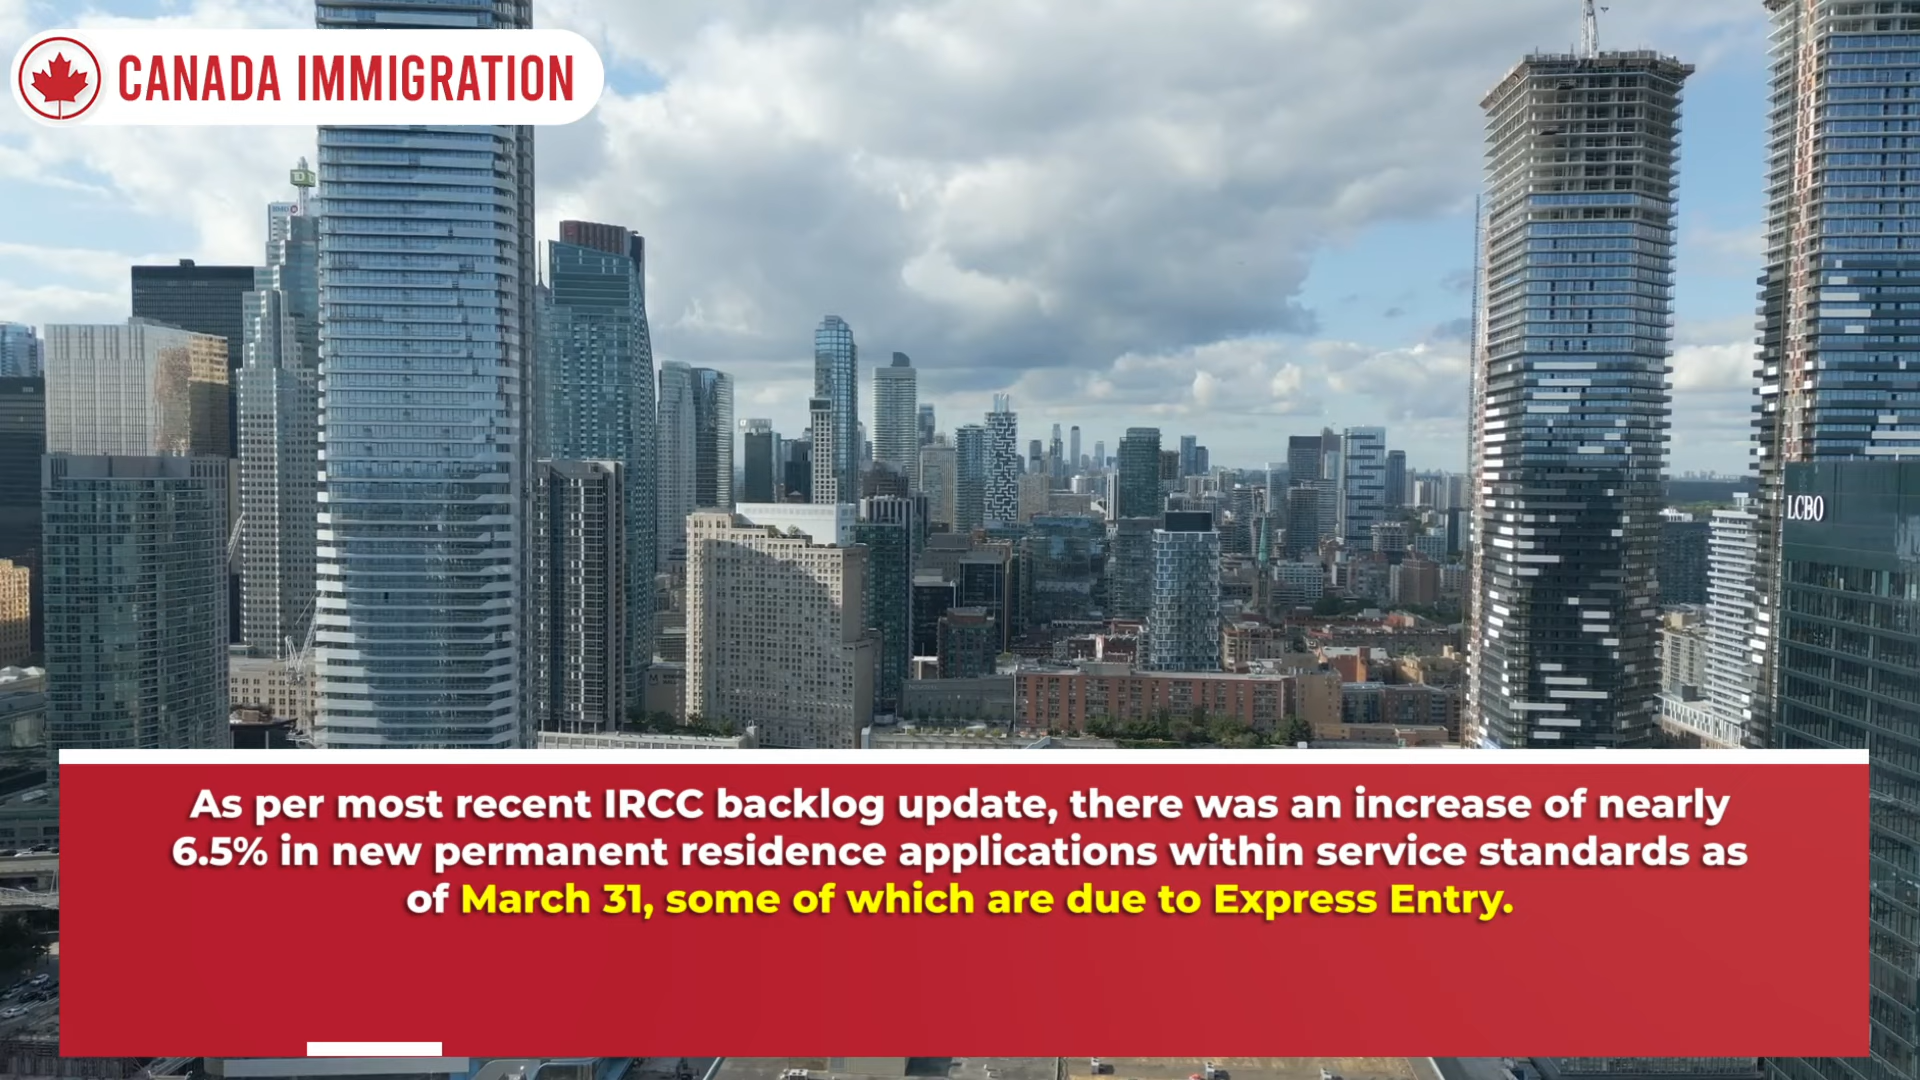 CANADA IMMIGRATION
LCBO
As per most recent IRCC backlog update, there was an increase of nearly
6.5% in new permanent residence applications within service standards as
of March 31, some of which are due to Express Entry.